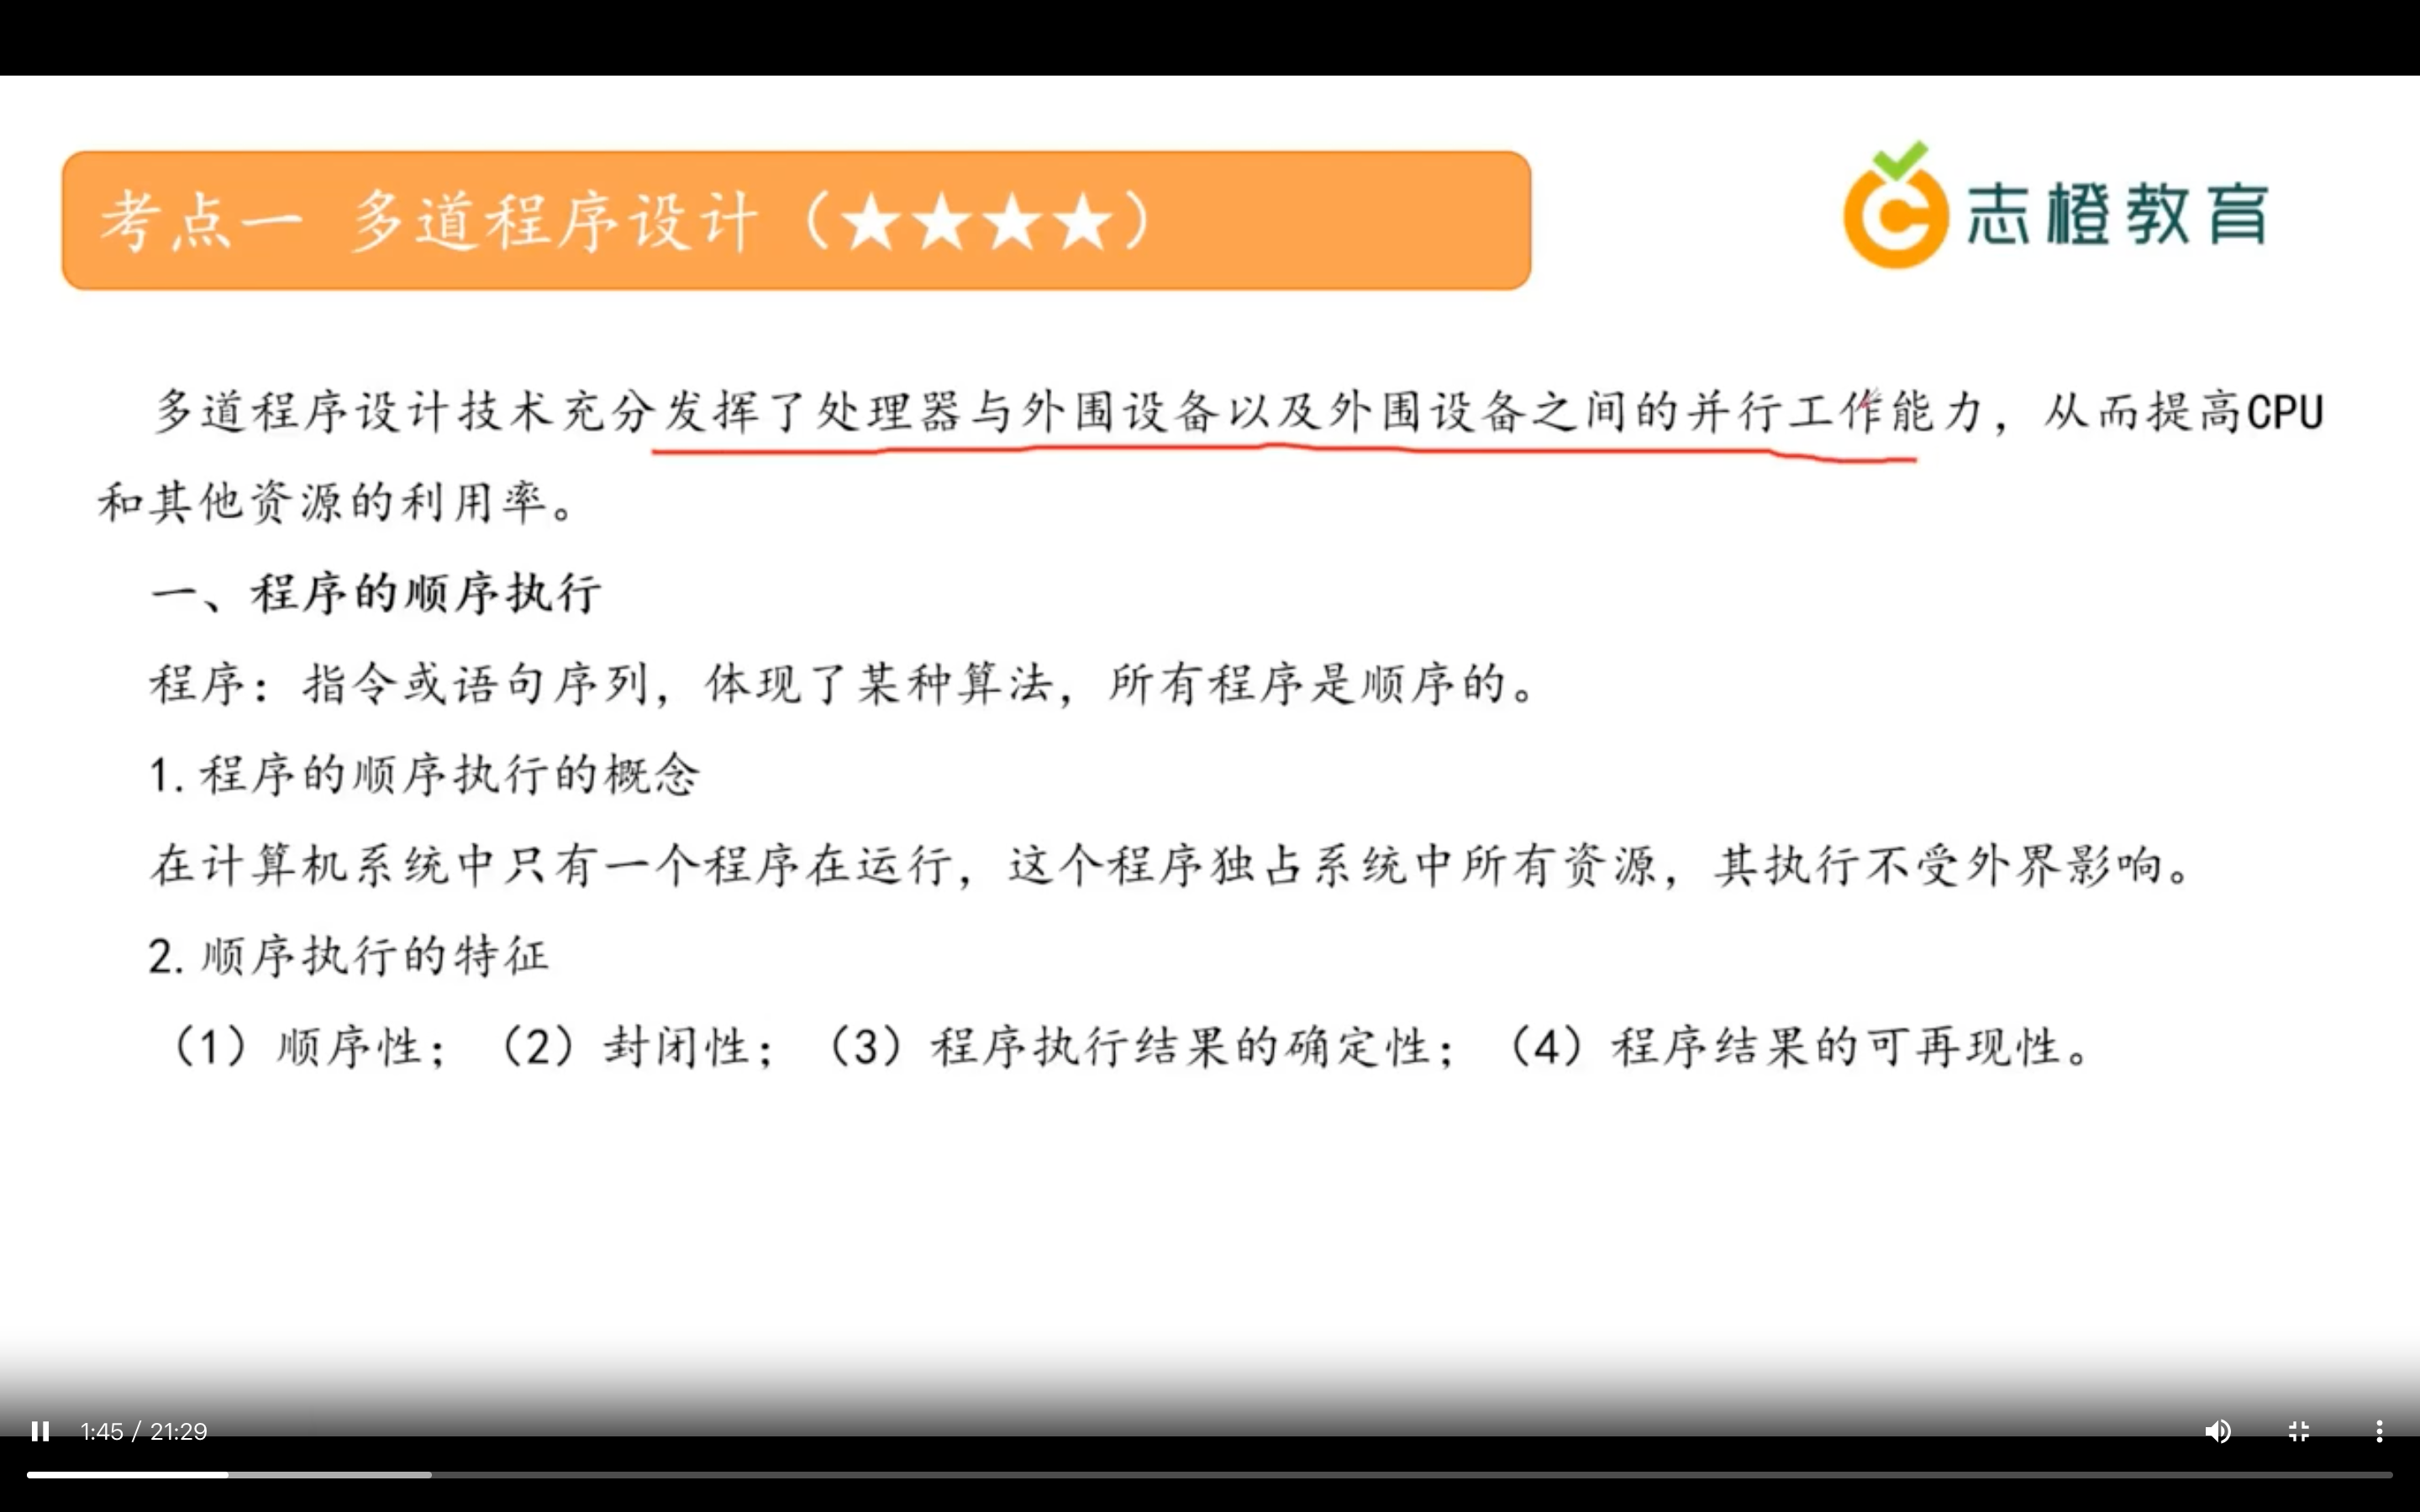 考点一 多道程序设计（★★★★）
志橙教育
多道程序设计技术充分发挥了处理器与外围设备以及外围设备之间的并行工作能力，从而提高CPU
和其他资源的利用率。
一、程序的顺序执行
程序：指令或语句序列，体现了某种算法，所有程序是顺序的。
1.程序的顺序执行的概念
在计算机系统中只有一个程序在运行，这个程序独占系统中所有资源，其执行不受外界影响。
2.顺序执行的特征
（1）顺序性；（2）封闭性；（3）程序执行结果的确定性；（4）程序结果的可再现性。
1:45 / 21:29